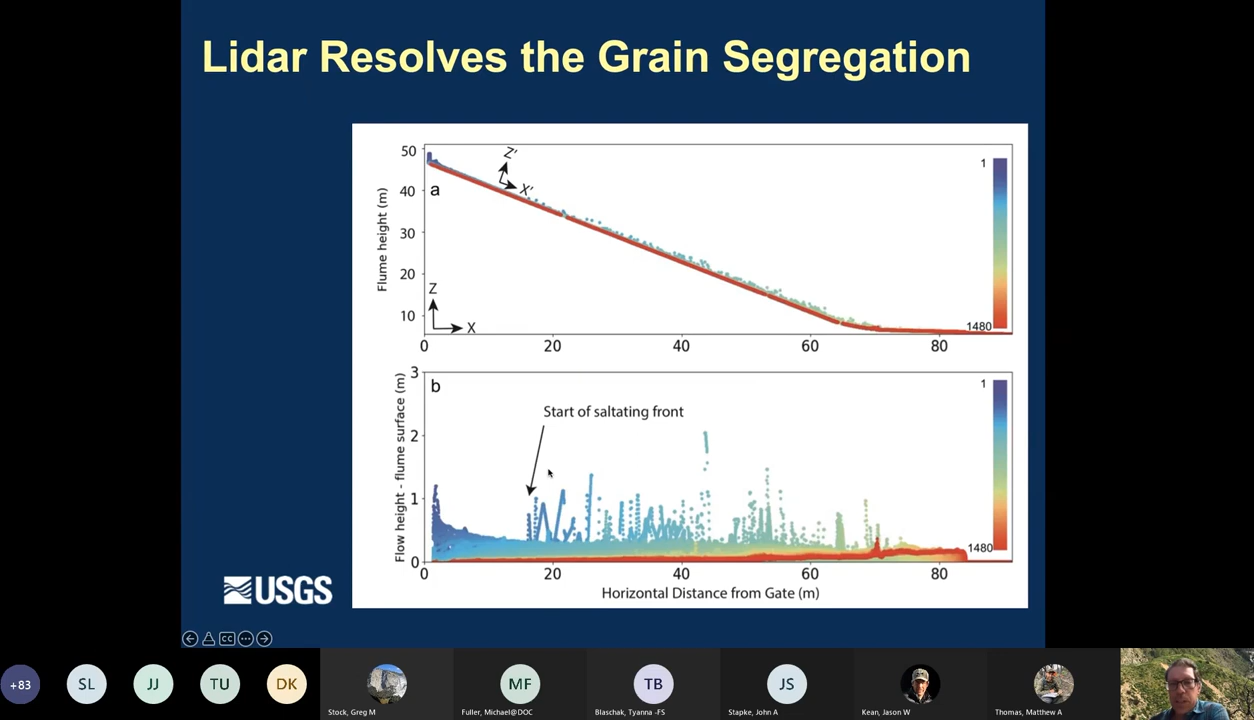 Lidar Resolves the Grain Segregation
50
40
30
20
10
Flume height (m)
a
Z'
X'
Z
X
1
1480
0 20 40 60 80
3
2
1
0
Flow height - flume surface (m)
b
Start of saltating front
1
1480
0 20 40 60 80
Horizontal Distance from Gate (m)
USGS
CC
+83
SL
JJ
TU
DK
Stock, Greg M
MF
Fuller, Michael@DOC
TB
Blaschak, Tyanna -FS
JS
Stapke, John A
Kean, Jason W
Thomas, Matthew A